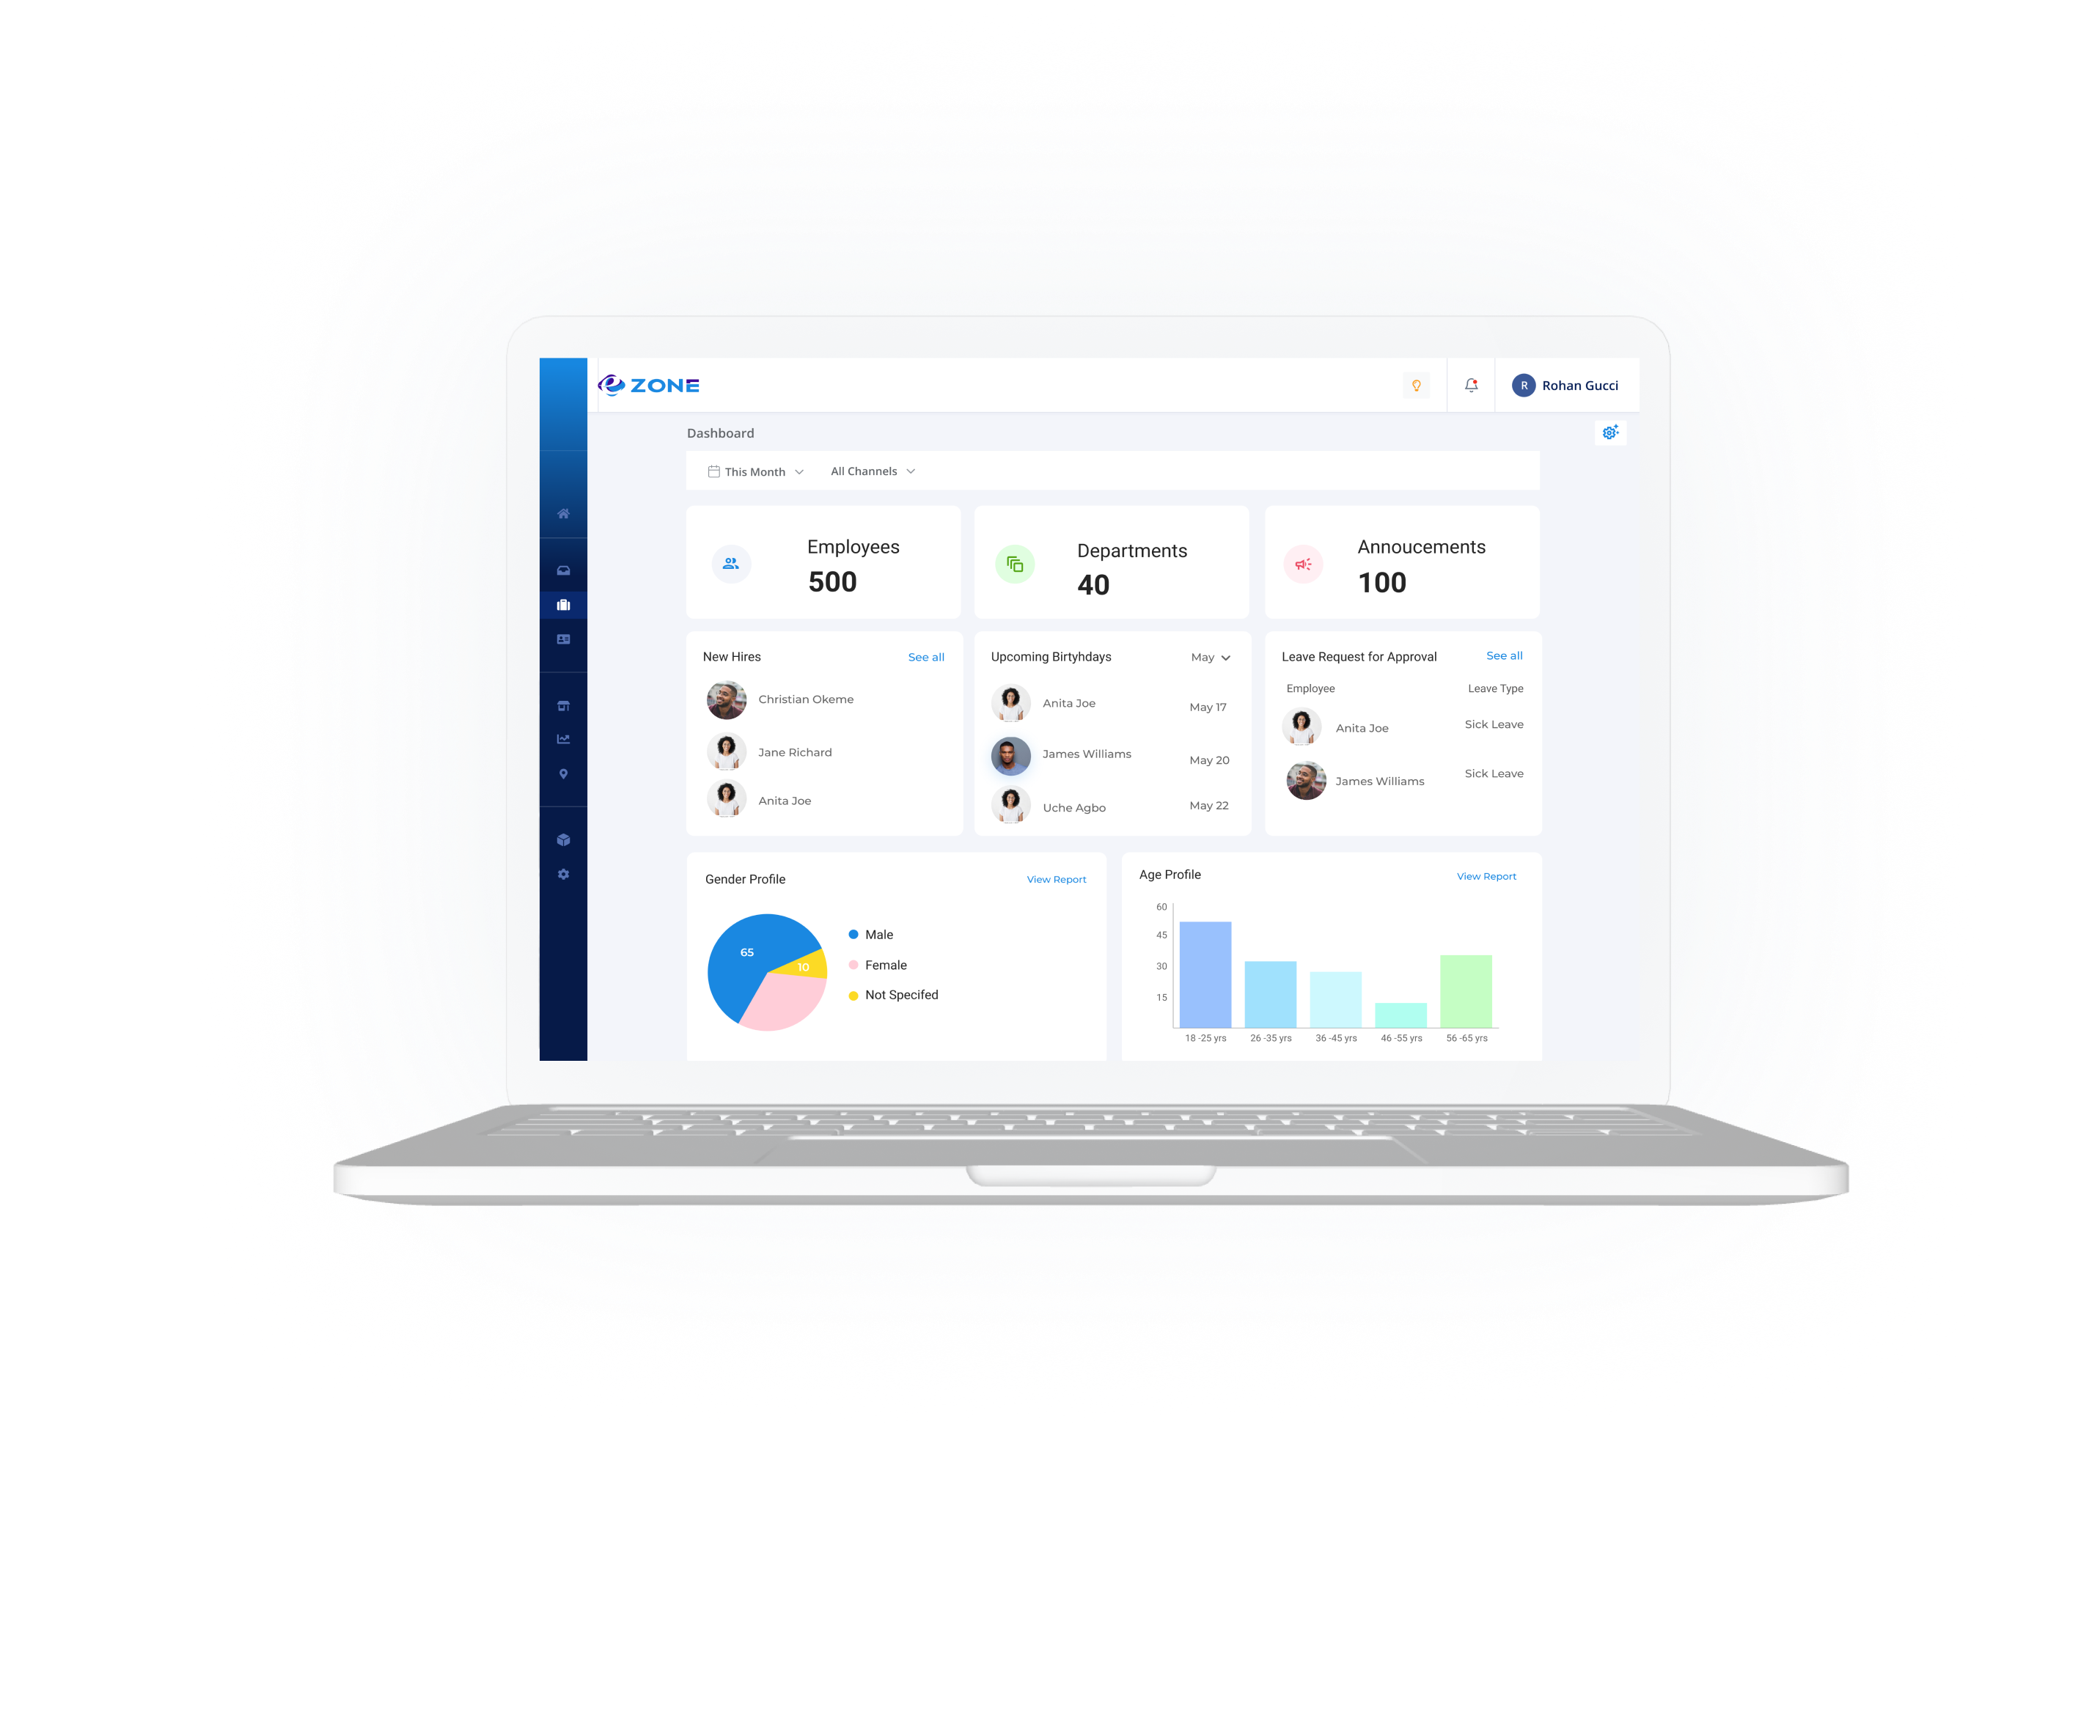 e ZONE
R Rohan Gucci
Dashboard
This Month
All Channels
Employees
500
Departments
40
Annoucements
100
New Hires
See all
Christian Okeme
Jane Richard
Anita Joe
Upcoming Birtyhdays
May
Anita Joe
May 17
James Williams
May 20
Uche Agbo
May 22
Leave Request for Approval
See all
Employee
Leave Type
Anita Joe
Sick Leave
James Williams
Sick Leave
Gender Profile
View Report
65
10
Male
Female
Not Specifed
Age Profile
View Report
60
45
30
15
18 -25 yrs
26 -35 yrs
36 -45 yrs
46 -55 yrs
56 -65 yrs